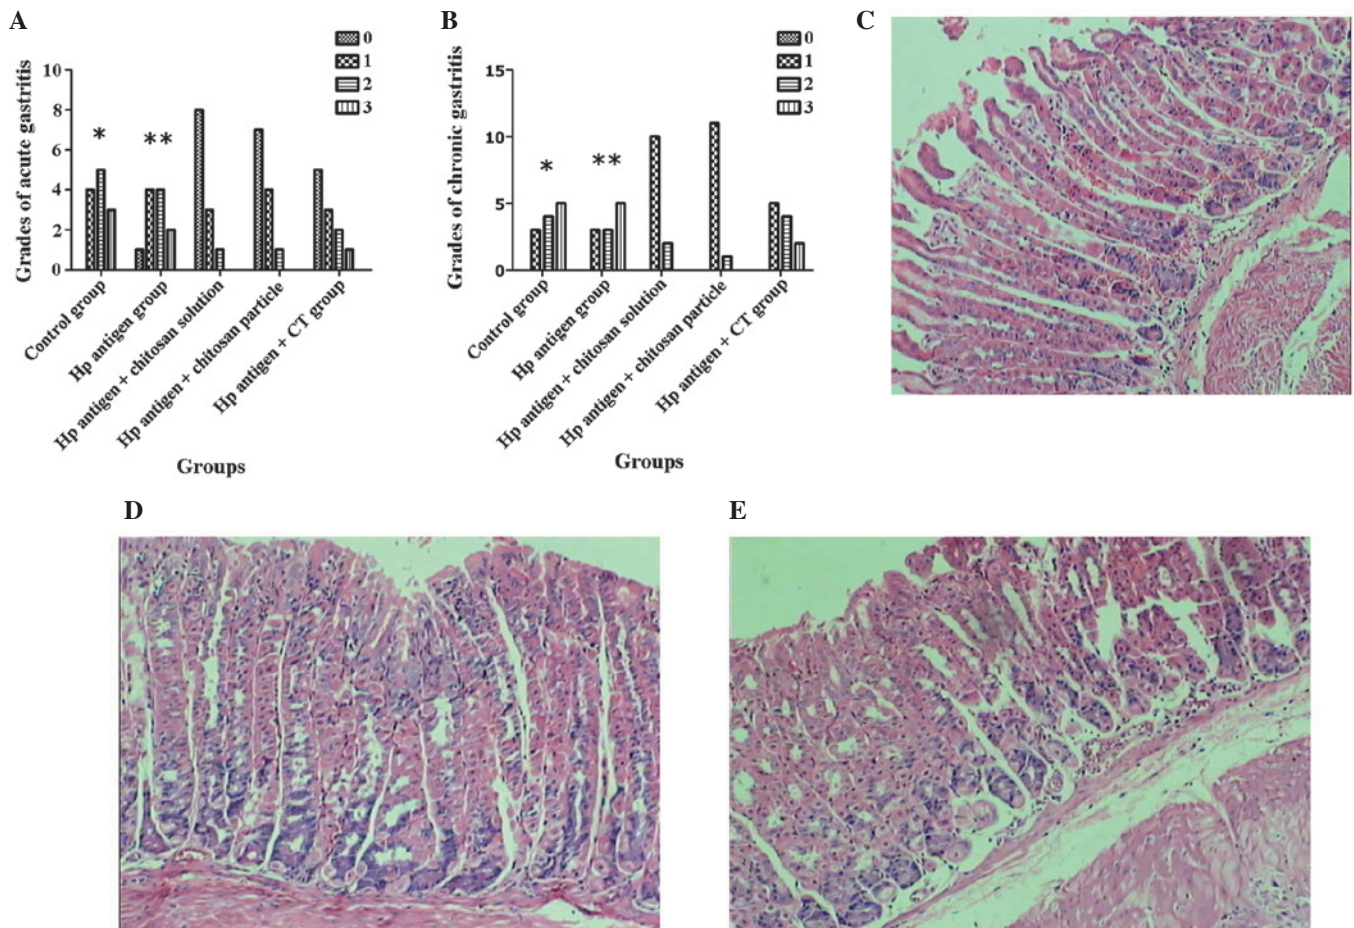 A
0
1
2
3
Grades of acute gastritis
10
8
6
4
2
0
*
**
Control group
Hp antigen group
Hp antigen + chitosan solution
Hp antigen + chitosan particle
Hp antigen + CT group
Groups
B
0
1
2
3
Grades of chronic gastritis
15
10
5
0
*
**
Control group
Hp antigen group
Hp antigen + chitosan solution
Hp antigen + chitosan particle
Hp antigen + CT group
Groups
C
D
E